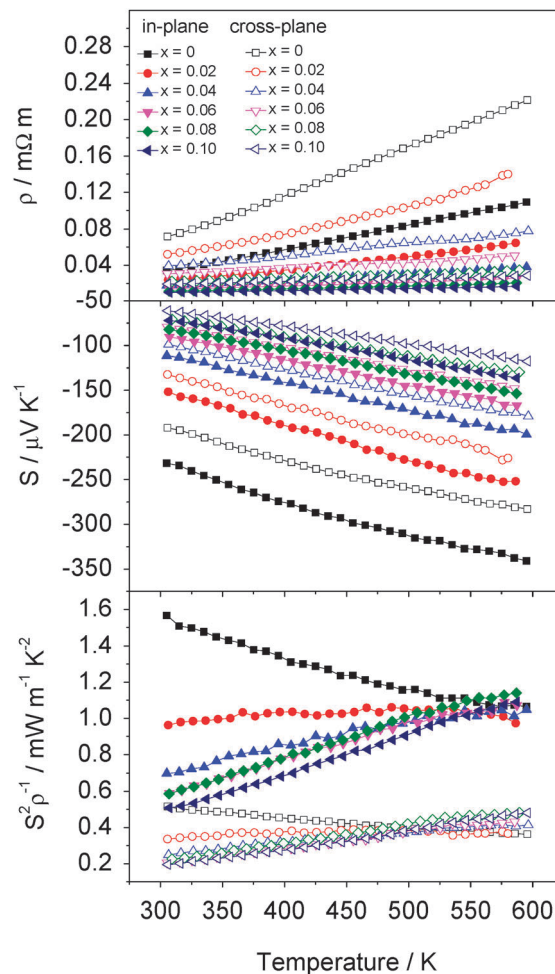 in-plane cross-plane
x = 0 x = 0
x = 0.02 x = 0.02
x = 0.04 x = 0.04
x = 0.06 x = 0.06
x = 0.08 x = 0.08
x = 0.10 x = 0.10
0.28
0.24
0.20
0.16
0.12
0.08
0.04
ρ / mΩ m
-50
-100
-150
-200
-250
-300
-350
S / μV K⁻¹
1.6
1.4
1.2
1.0
0.8
0.6
0.4
0.2
S²ρ⁻¹ / mW m⁻¹ K⁻²
300 350 400 450 500 550 600
Temperature / K